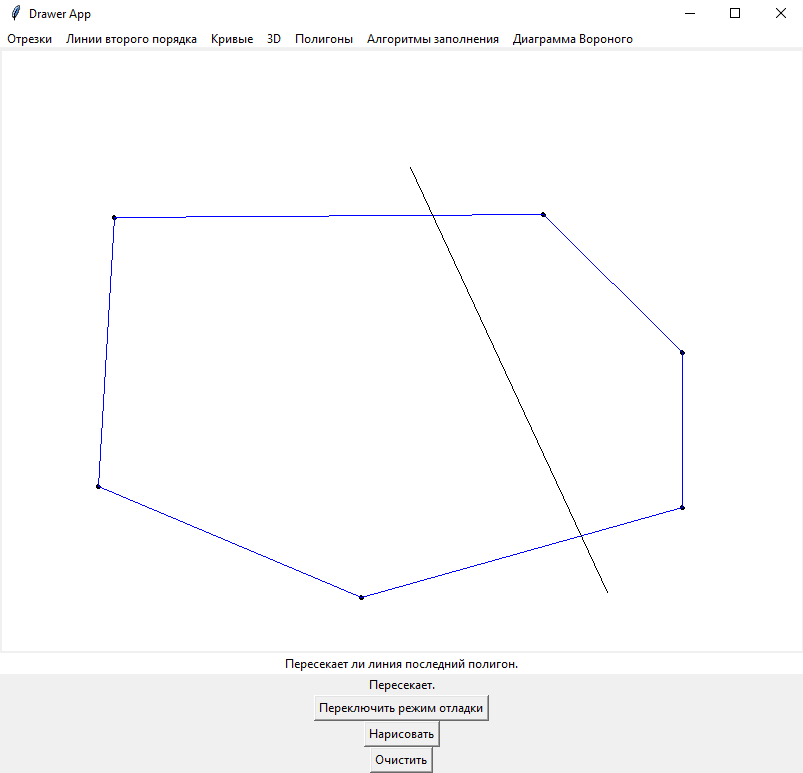 Drawer App
Отрезки Линии второго порядка Кривые 3D Полигоны Алгоритмы заполнения Диаграмма Вороного
Пересекает ли линия последний полигон.
Пересекает.
Переключить режим отладки
Нарисовать
Очистить